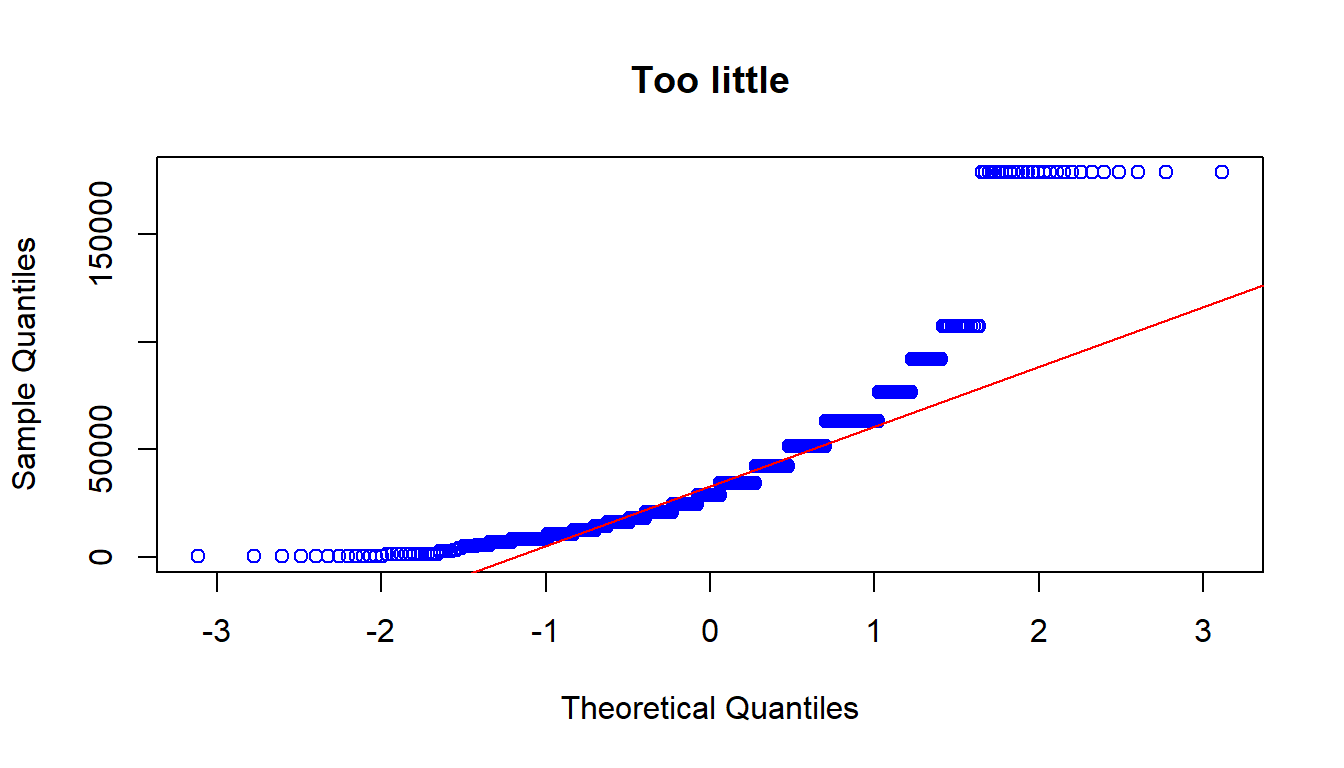 Too little
Sample Quantiles
150000
50000
0
-3 -2 -1 0 1 2 3
Theoretical Quantiles